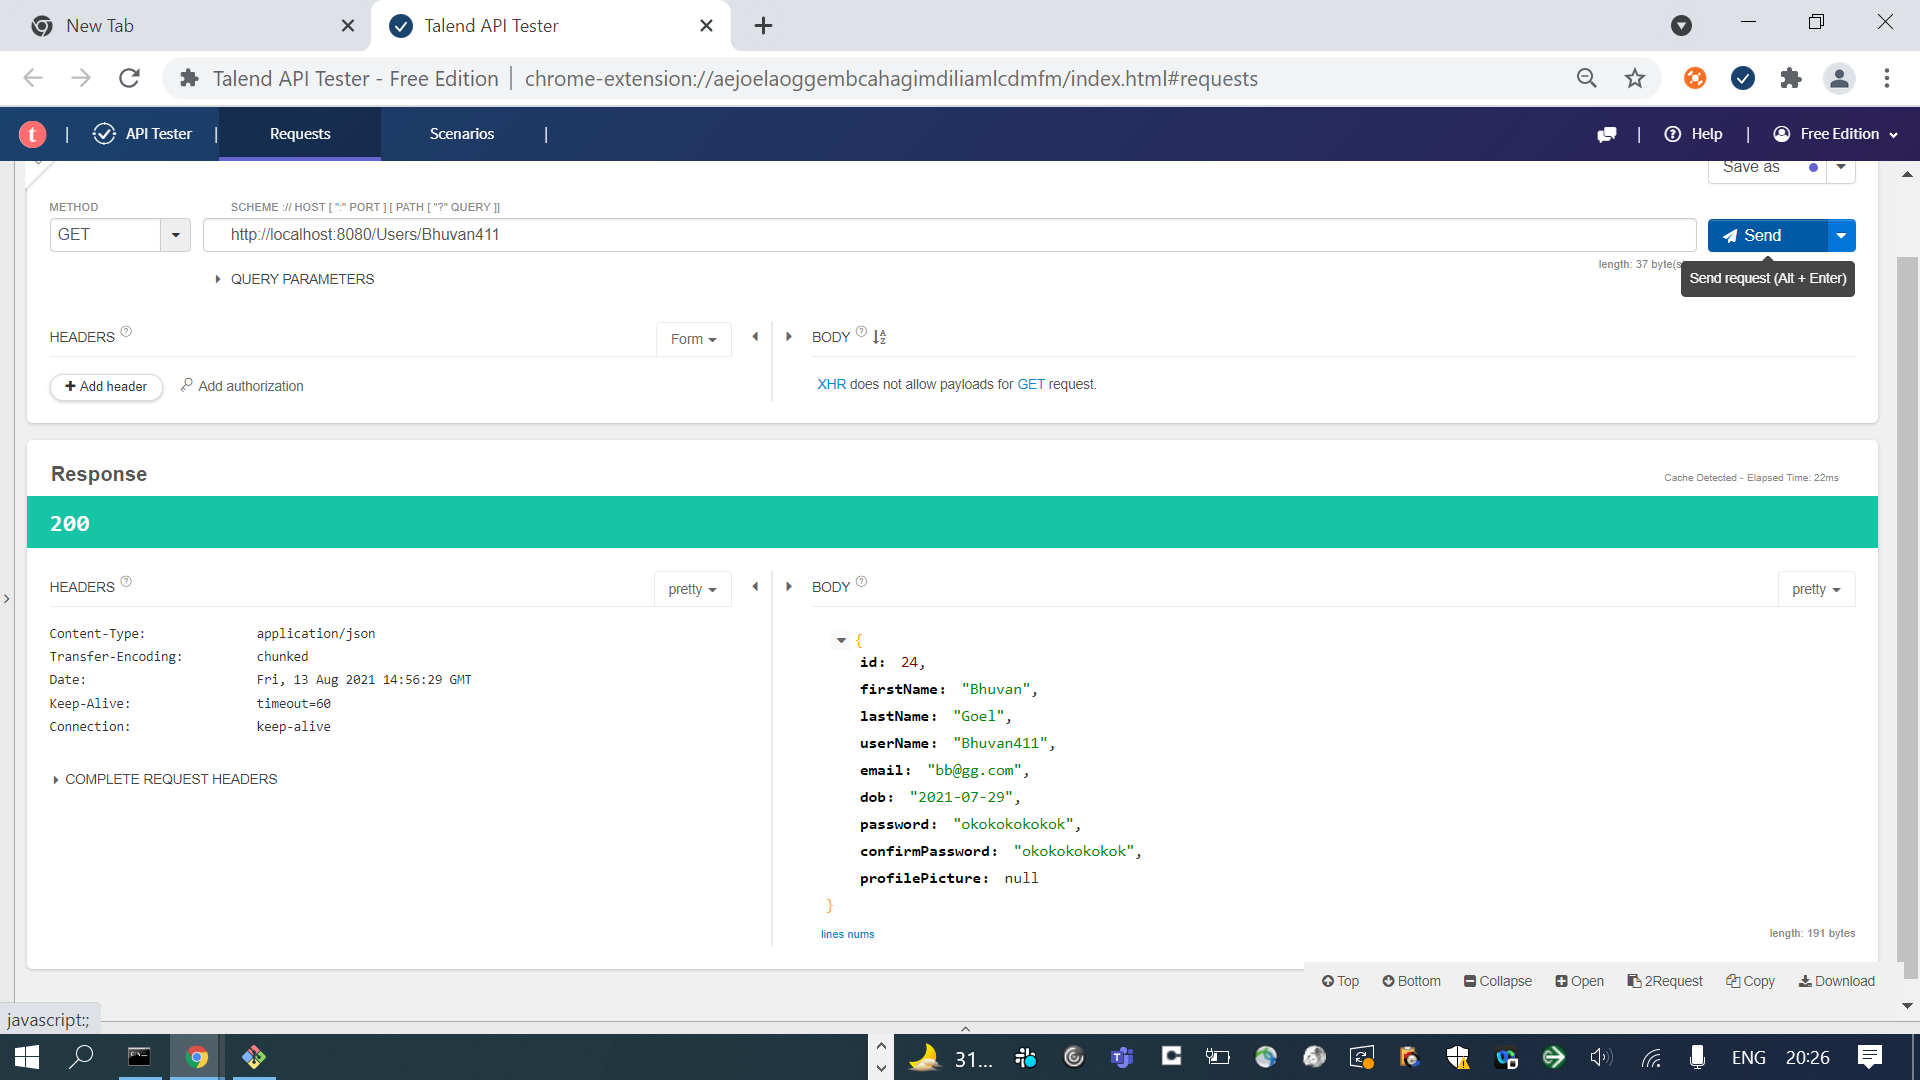 New Tab
Talend API Tester
Talend API Tester - Free Edition
chrome-extension://aejoelaoggembcahagimdiliamlcdmfm/index.html#requests
t | API Tester | Requests Scenarios |
| ? Help | Free Edition
Save as
METHOD
SCHEME :// HOST [ ":" PORT ] [ PATH [ "?" QUERY ]]
GET
http://localhost:8080/Users/Bhuvan411
Send
length: 37 byte(s
Send request (Alt + Enter)
QUERY PARAMETERS
HEADERS ?
Form
BODY ?
+ Add header
Add authorization
XHR does not allow payloads for GET request.
Response
Cache Detected - Elapsed Time: 22ms
200
HEADERS ?
pretty
BODY ?
pretty
Content-Type: application/json
Transfer-Encoding: chunked
Date: Fri, 13 Aug 2021 14:56:29 GMT
Keep-Alive: timeout=60
Connection: keep-alive
COMPLETE REQUEST HEADERS
{
id: 24,
firstName: "Bhuvan",
lastName: "Goel",
userName: "Bhuvan411",
email: "bb@gg.com",
dob: "2021-07-29",
password: "okokokokokok",
confirmPassword: "okokokokokok",
profilePicture: null
}
lines nums
length: 191 bytes
Top Bottom Collapse Open 2Request Copy Download
javascript:;
31...
ENG
20:26